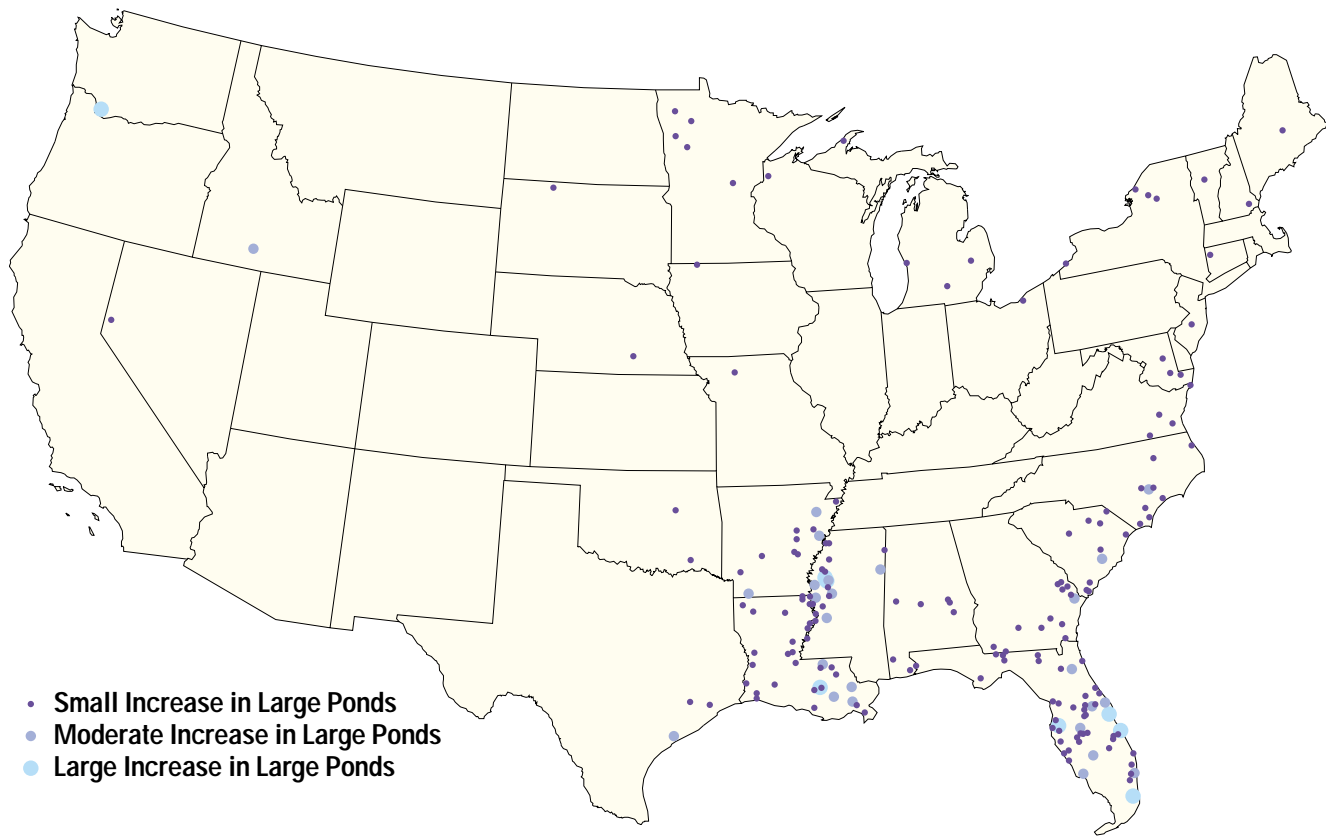 Small Increase in Large Ponds
Moderate Increase in Large Ponds
Large Increase in Large Ponds